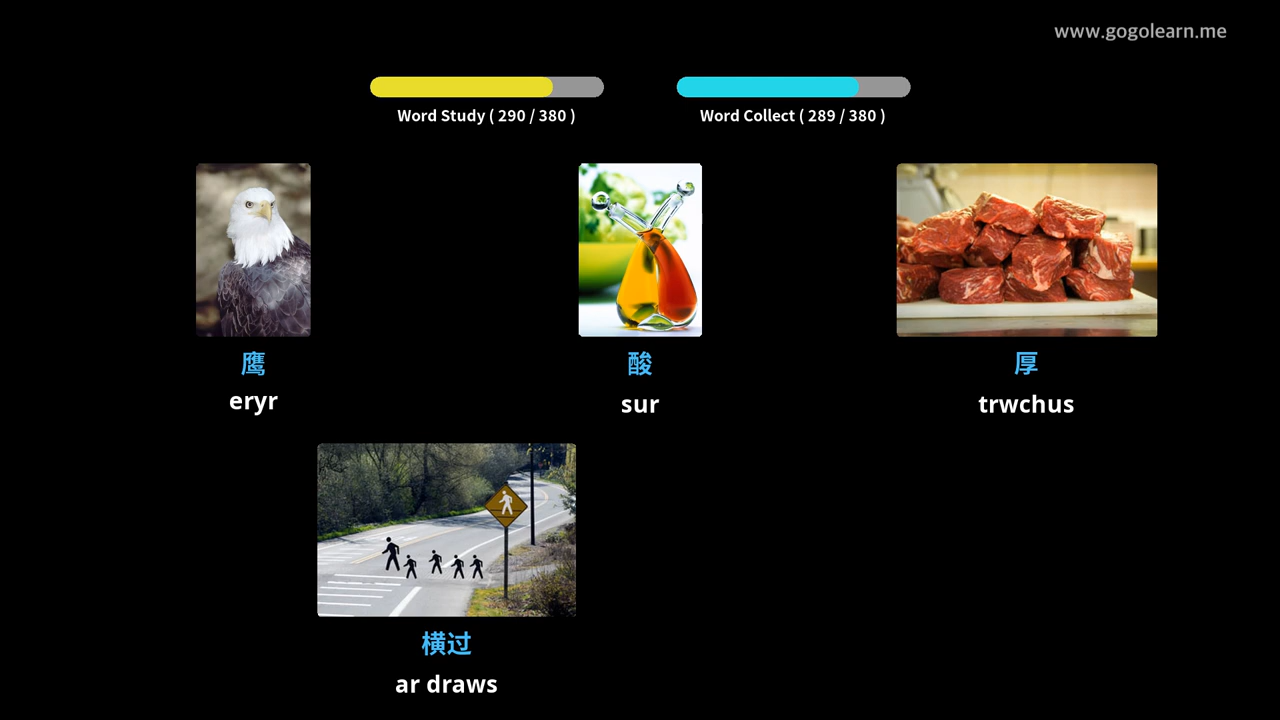 www.gogolearn.me
Word Study ( 290 / 380 )
Word Collect ( 289 / 380 )
鹰
eryr
酸
sur
厚
trwchus
横过
ar draws